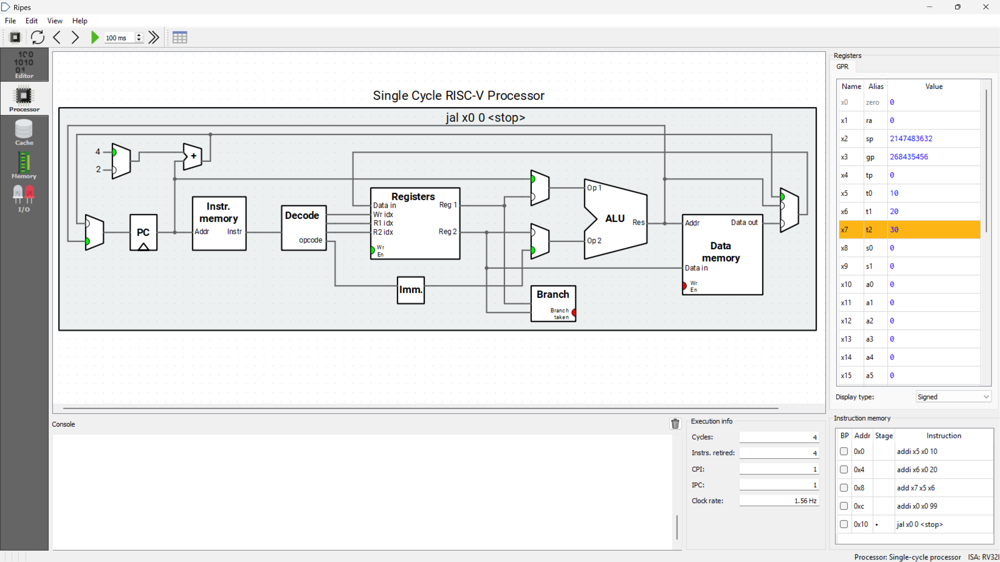 Ripes
File Edit View Help
100 ms
Editor
Processor
Cache
Memory
I/O
Single Cycle RISC-V Processor
jal x0 0 <stop>
4
2
+
PC
Instr.
memory
Addr Instr
Decode
opcode
Registers
Data in Reg 1
Wr idx
R1 idx
R2 idx Reg 2
Wr
En
Imm.
Op 1
ALU
Res
Op 2
Branch
Branch
taken
Addr Data out
Data
memory
Data in
Wr
En
Registers
GPR
Name Alias Value
x0 zero 0
x1 ra 0
x2 sp 2147483632
x3 gp 268435456
x4 tp 0
x5 t0 10
x6 t1 20
x7 t2 30
x8 s0 0
x9 s1 0
x10 a0 0
x11 a1 0
x12 a2 0
x13 a3 0
x14 a4 0
x15 a5 0
Display type: Signed
Console
Execution info
Cycles: 4
Instrs. retired: 4
CPI: 1
IPC: 1
Clock rate: 1.56 Hz
Instruction memory
BP Addr Stage Instruction
0x0 addi x5 x0 10
0x4 addi x6 x0 20
0x8 add x7 x5 x6
0xc addi x0 x0 99
0x10 • jal x0 0 <stop>
Processor: Single-cycle processor ISA: RV32I